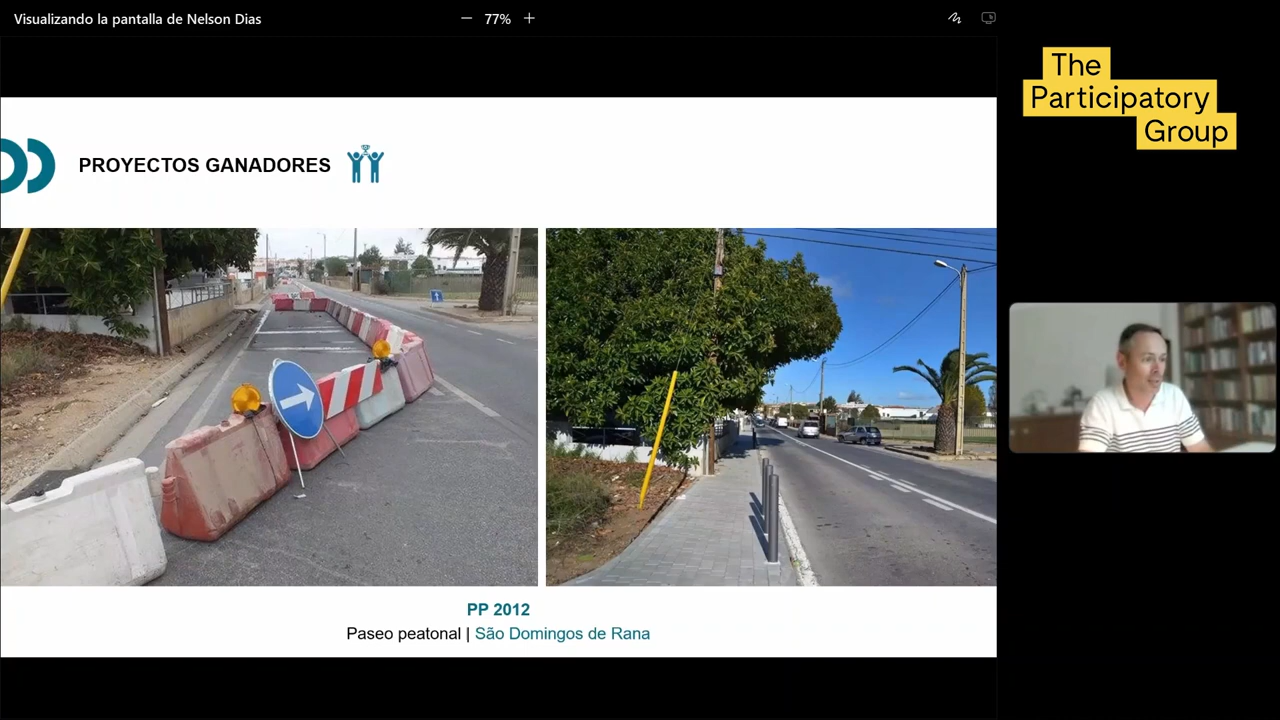 Visualizando la pantalla de Nelson Dias
77%
The
Participatory
Group
PROYECTOS GANADORES
PP 2012
Paseo peatonal | São Domingos de Rana